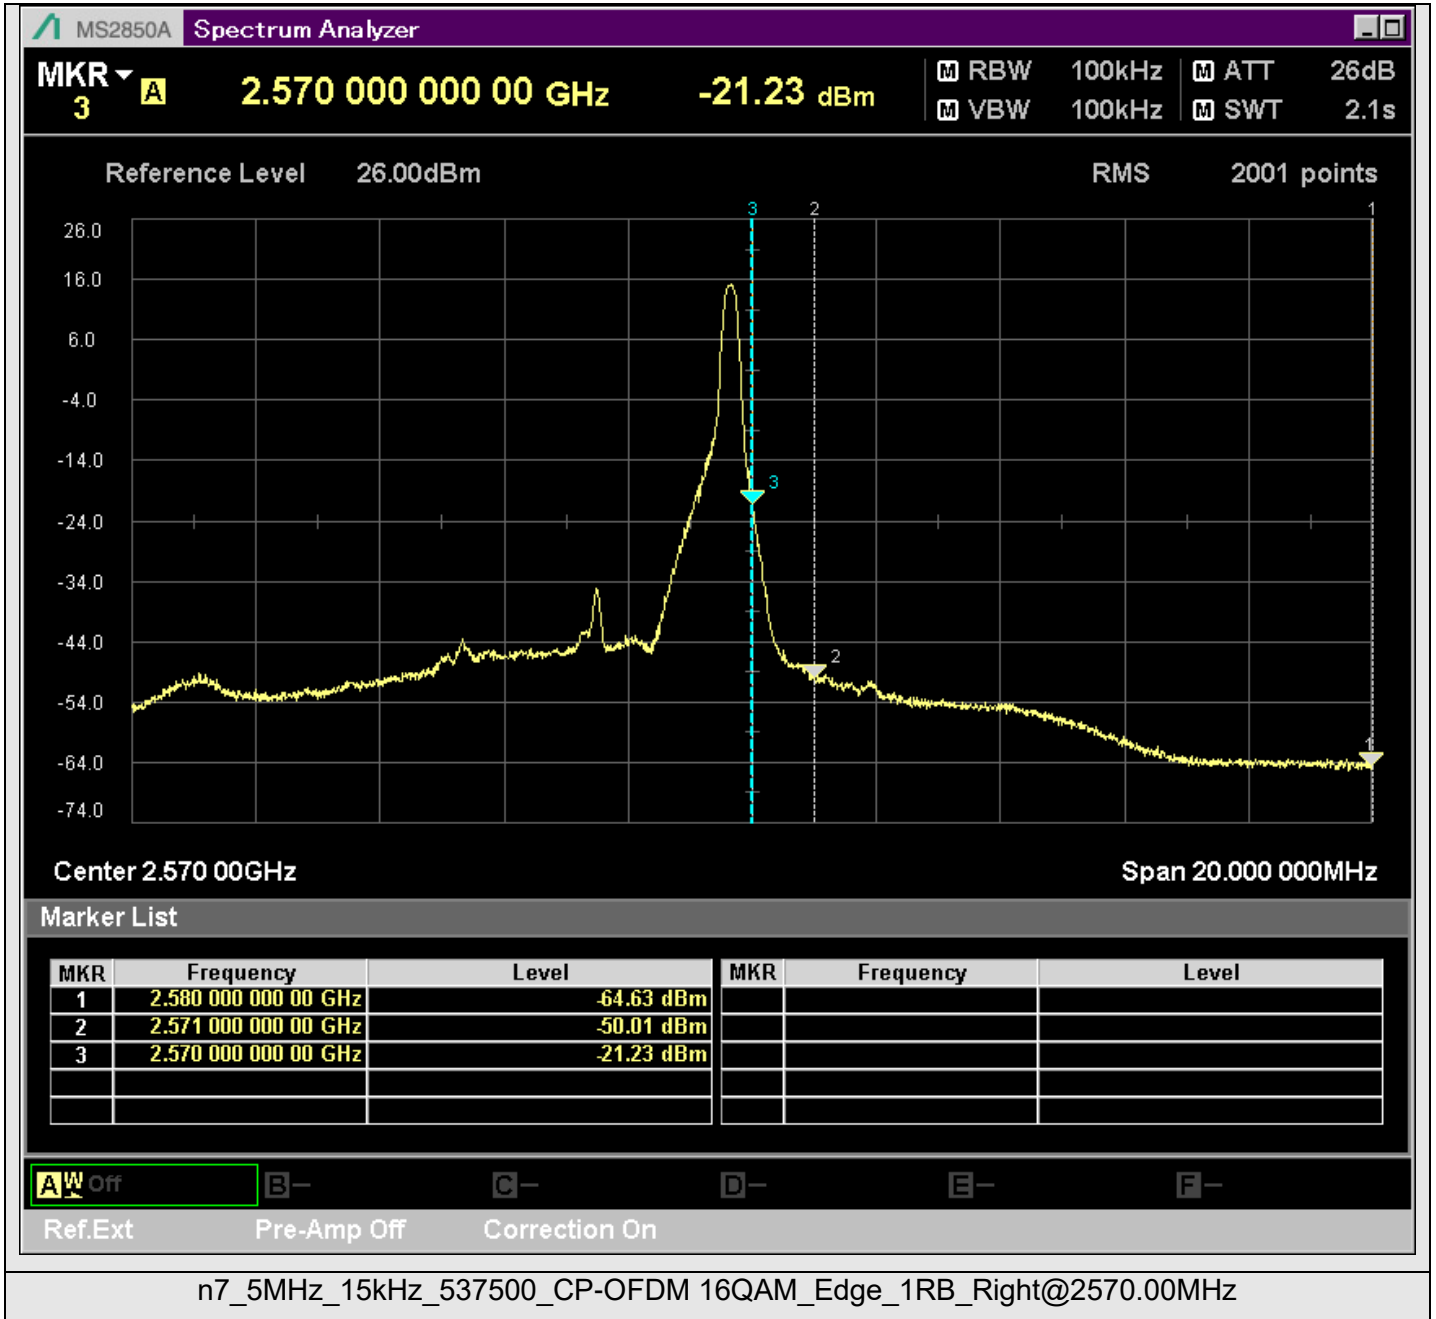 MS2850A Spectrum Analyzer
MKR A 2.570 000 000 00 GHz -21.23 dBm M RBW 100kHz M ATT 26dB
3 M VBW 100kHz M SWT 2.1s
Reference Level 26.00dBm RMS 2001 points
3 2 1
26.0
16.0
6.0
-4.0
-14.0
3
-24.0
-34.0
-44.0
2
-54.0
1
-64.0
-74.0
Center 2.570 00GHz Span 20.000 000MHz
Marker List
MKR Frequency Level MKR Frequency Level
1 2.580 000 000 00 GHz -64.63 dBm
2 2.571 000 000 00 GHz -50.01 dBm
3 2.570 000 000 00 GHz -21.23 dBm
A W Off B - C - D - E - F -
Ref.Ext Pre-Amp Off Correction On
n7_5MHz_15kHz_537500_CP-OFDM 16QAM_Edge_1RB_Right@2570.00MHz